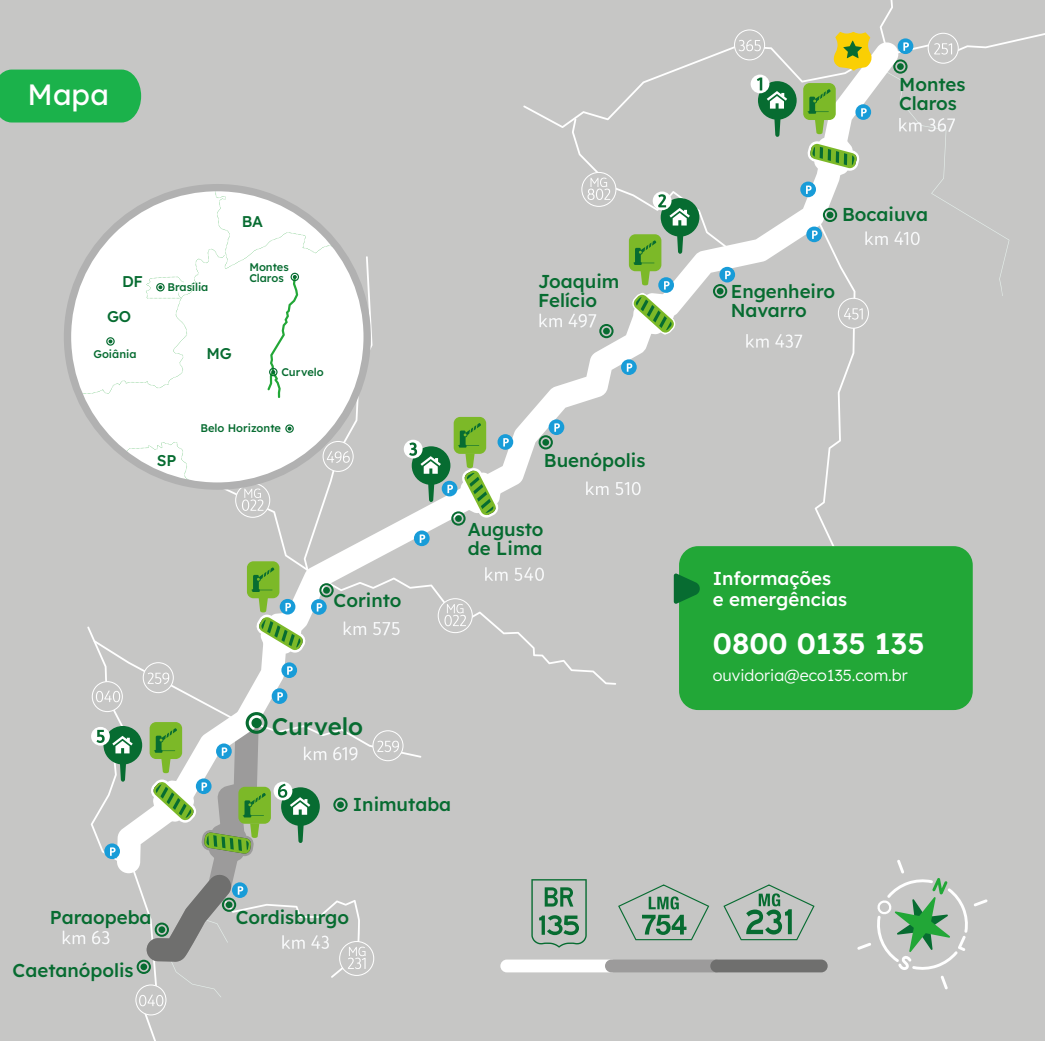 Mapa
BA
DF
Brasília
GO
Goiânia
MG
Montes
Claros
Curvelo
Belo Horizonte
SP
365
251
P
Montes
Claros
km 367
1
P
MG
802
P
2
Bocaiuva
km 410
P
P
P
Engenheiro
Navarro
km 437
451
Joaquim
Felício
km 497
P
P
P
Buenópolis
km 510
496
3
P
MG
022
Augusto
de Lima
km 540
P
Corinto
km 575
P
P
MG
022
P
P
259
040
Curvelo
km 619
259
5
P
P
6
Inimutaba
P
P
Cordisburgo
km 43
MG
231
Paraopeba
km 63
Caetanópolis
040
Informações
e emergências
0800 0135 135
ouvidoria@eco135.com.br
BR
135
LMG
754
MG
231
N
O
L
S